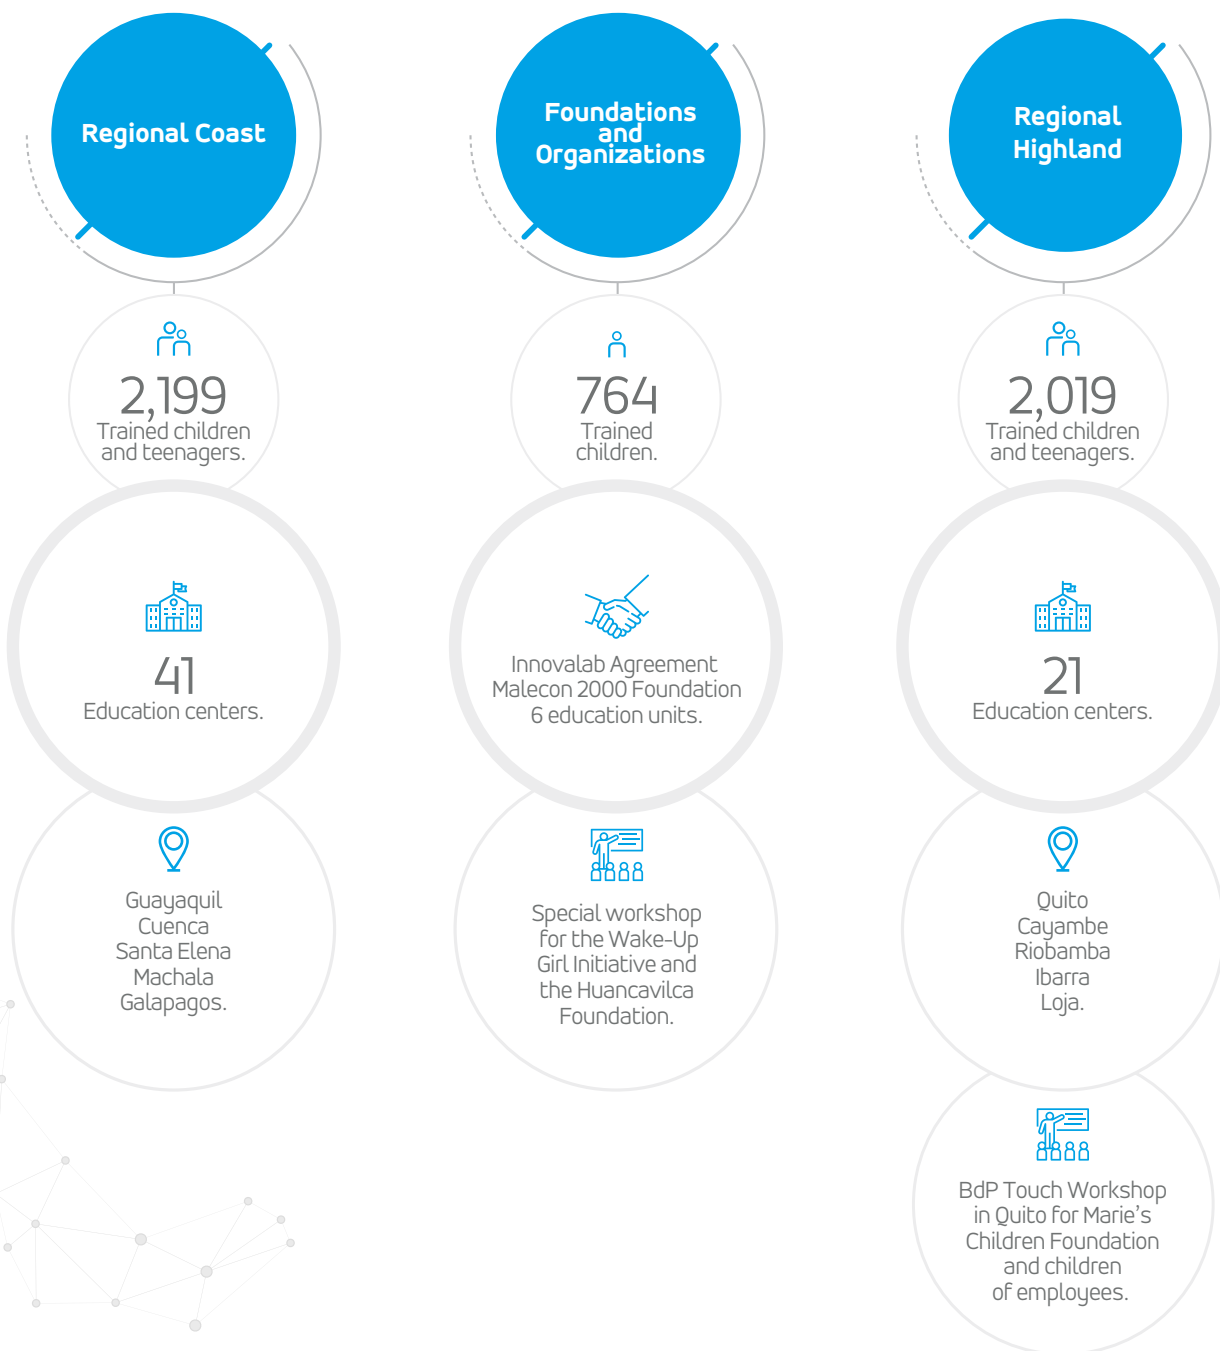 Regional Coast
2,199
Trained children
and teenagers.
41
Education centers.
Guayaquil
Cuenca
Santa Elena
Machala
Galapagos.
Foundations
and
Organizations
764
Trained
children.
Innovalab Agreement
Malecon 2000 Foundation
6 education units.
Special workshop
for the Wake-Up
Girl Initiative and
the Huancavilca
Foundation.
Regional
Highland
2,019
Trained children
and teenagers.
21
Education centers.
Quito
Cayambe
Riobamba
Ibarra
Loja.
BdP Touch Workshop
in Quito for Marie’s
Children Foundation
and children
of employees.